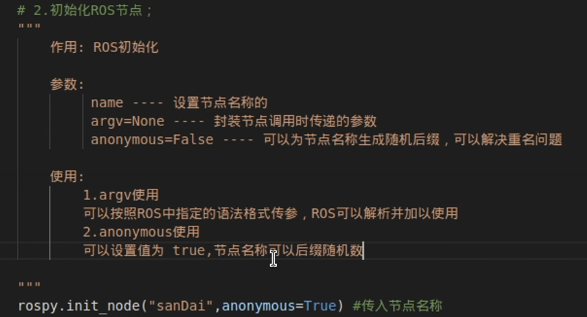 # 2.初始化ROS节点；
"""
作用: ROS初始化
参数:
name ---- 设置节点名称的
argv=None ---- 封装节点调用时传递的参数
anonymous=False ---- 可以为节点名称生成随机后缀，可以解决重名问题
使用:
1.argv使用
可以按照ROS中指定的语法格式传参，ROS可以解析并加以使用
2.anonymous使用
可以设置值为 true,节点名称可以后缀随机数
"""
rospy.init_node("sanDai",anonymous=True) #传入节点名称